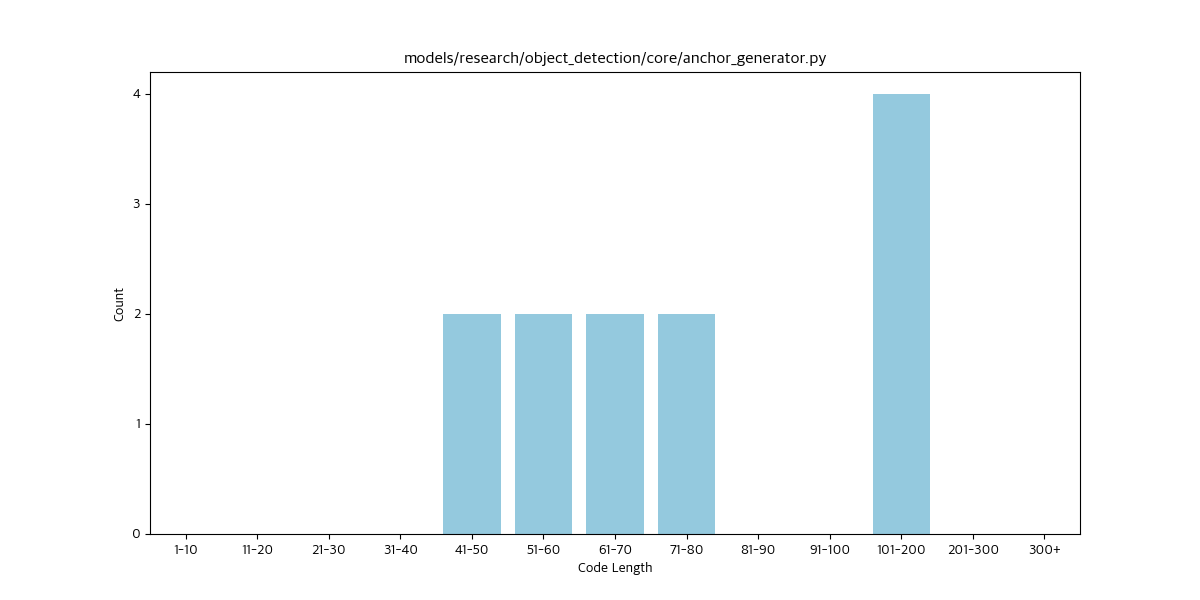 models/research/object_detection/core/anchor_generator.py
Count
4
3
2
1
0
1-10 11-20 21-30 31-40 41-50 51-60 61-70 71-80 81-90 91-100 101-200 201-300 300+
Code Length